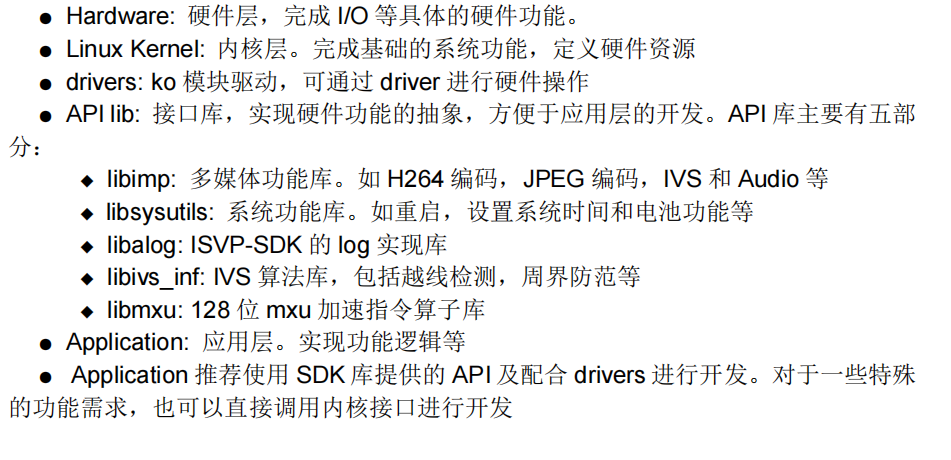 ● Hardware: 硬件层，完成 I/O 等具体的硬件功能。
● Linux Kernel: 内核层。完成基础的系统功能，定义硬件资源
● drivers: ko 模块驱动，可通过 driver 进行硬件操作
● API lib: 接口库，实现硬件功能的抽象，方便于应用层的开发。API 库主要有五部
分：
◆ libimp: 多媒体功能库。如 H264 编码，JPEG 编码，IVS 和 Audio 等
◆ libsysutils: 系统功能库。如重启，设置系统时间和电池功能等
◆ libalog: ISVP-SDK 的 log 实现库
◆ libivs_inf: IVS 算法库，包括越线检测，周界防范等
◆ libmxu: 128 位 mxu 加速指令算子库
● Application: 应用层。实现功能逻辑等
● Application 推荐使用 SDK 库提供的 API 及配合 drivers 进行开发。对于一些特殊
的功能需求，也可以直接调用内核接口进行开发